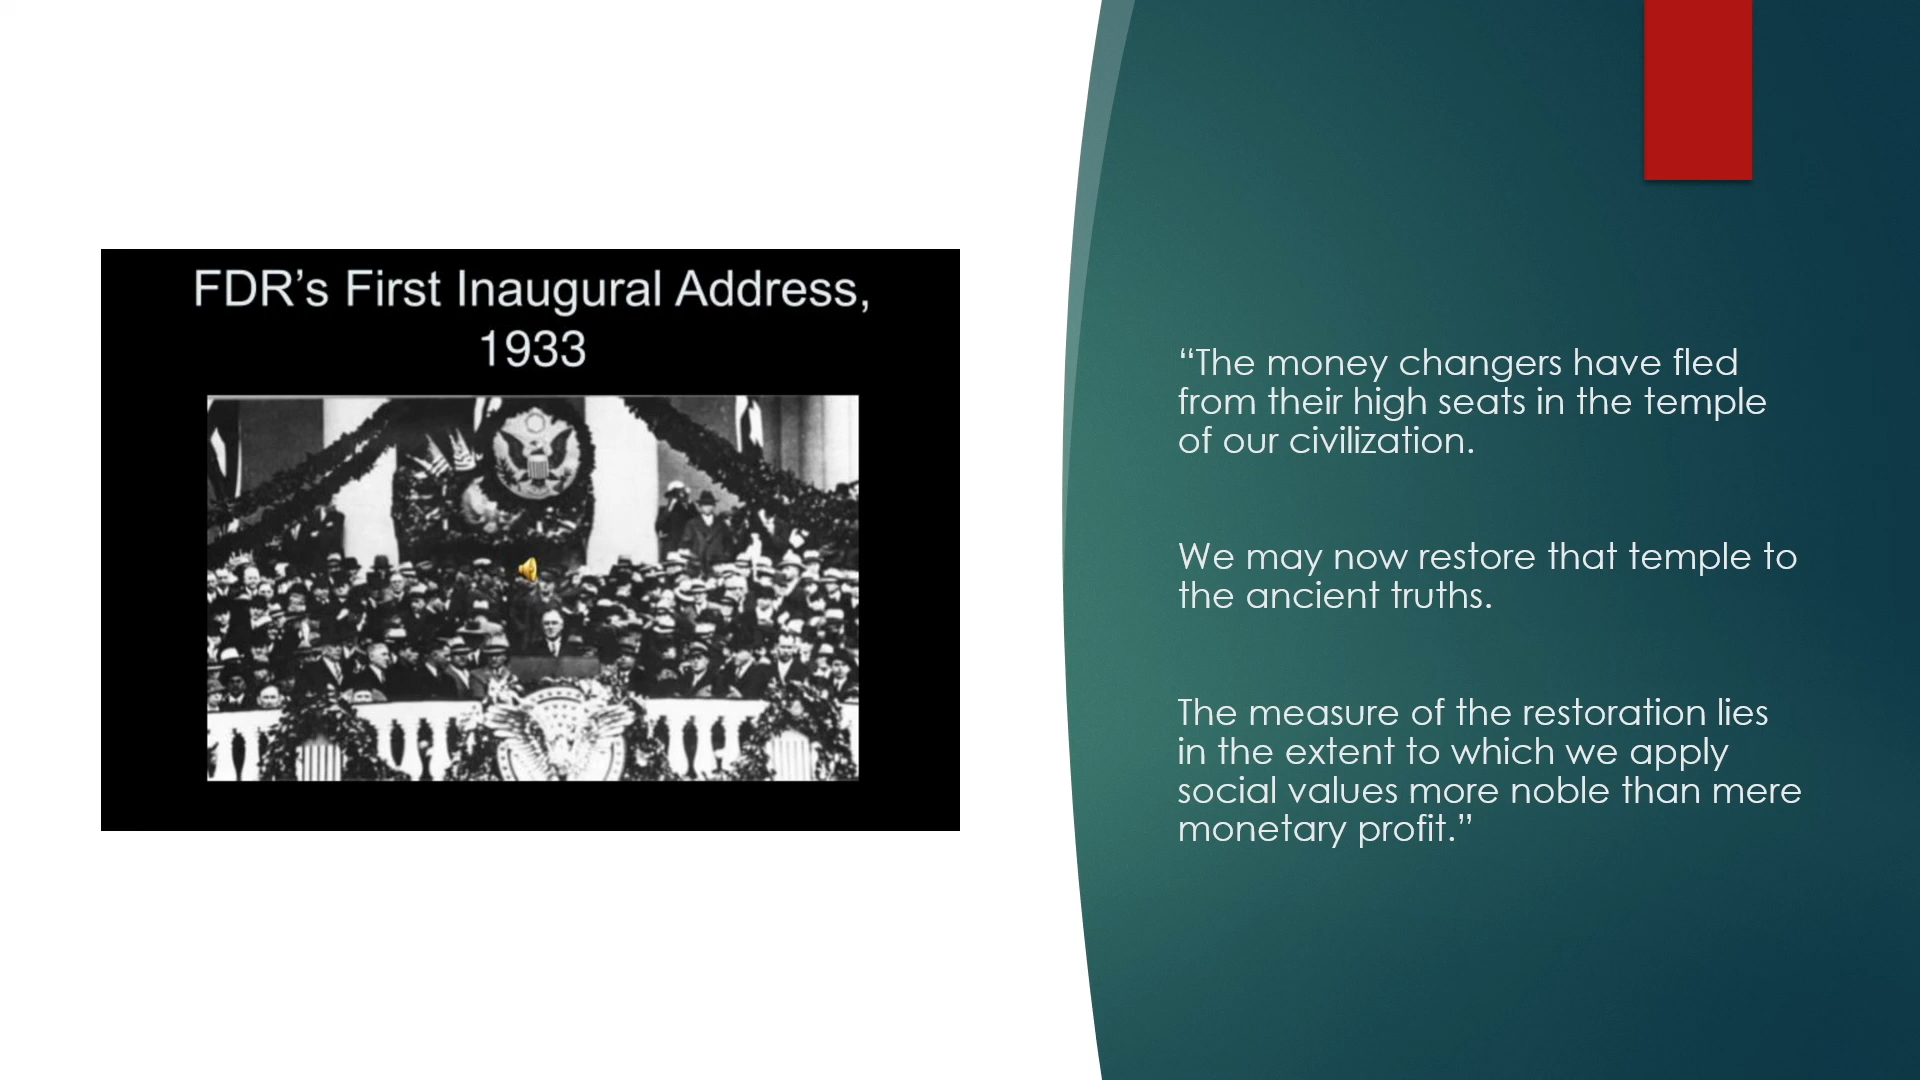 FDR’s First Inaugural Address,
1933
“The money changers have fled
from their high seats in the temple
of our civilization.
We may now restore that temple to
the ancient truths.
The measure of the restoration lies
in the extent to which we apply
social values more noble than mere
monetary profit.”